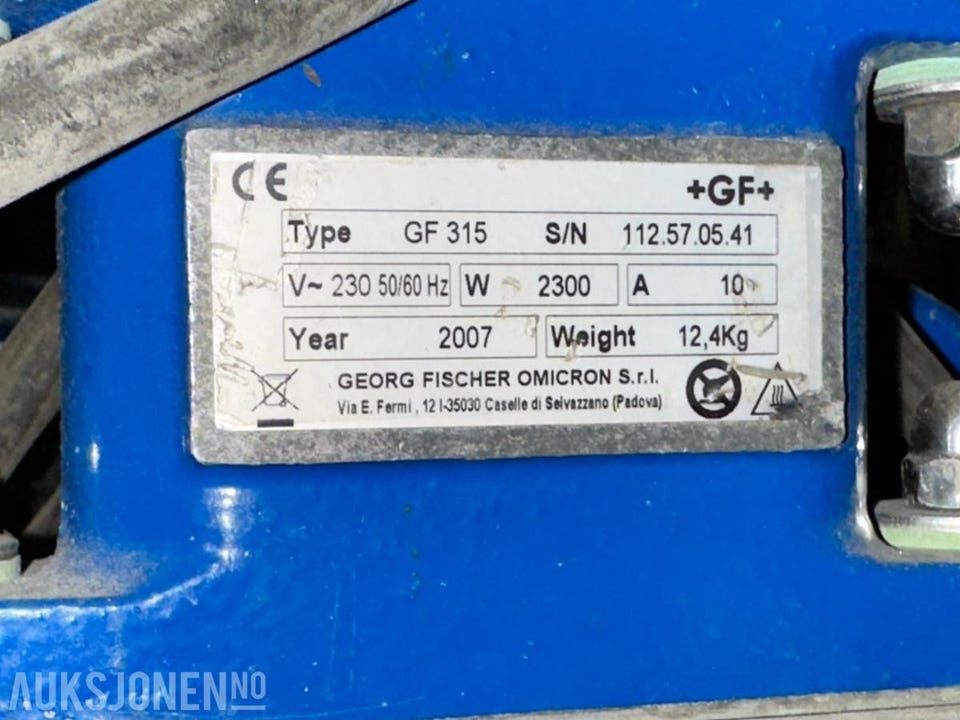 CE +GF+
Type GF 315 S/N 112.57.05.41
V~ 230 50/60 Hz W 2300 A 10
Year 2007 Weight 12,4Kg
GEORG FISCHER OMICRON S.r.l.
Via E. Fermi , 12 I-35030 Caselle di Selvazzano (Padova)
AUKSJONEN.NO